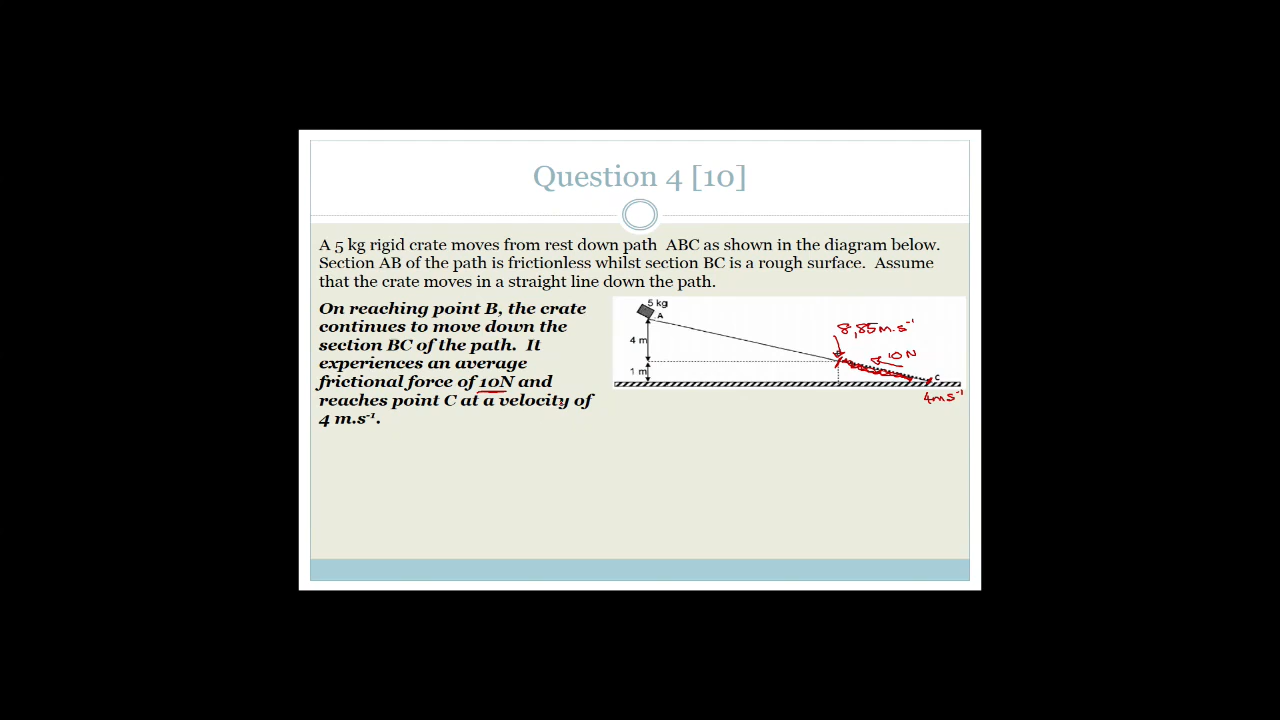 Question 4 [10]
A 5 kg rigid crate moves from rest down path ABC as shown in the diagram below.
Section AB of the path is frictionless whilst section BC is a rough surface. Assume
that the crate moves in a straight line down the path.
On reaching point B, the crate
continues to move down the
section BC of the path. It
experiences an average
frictional force of 10N and
reaches point C at a velocity of
4 m.s⁻¹.
5 kg
A
4 m
1 m
8,85m.s⁻¹
10 N
C
4ms⁻¹